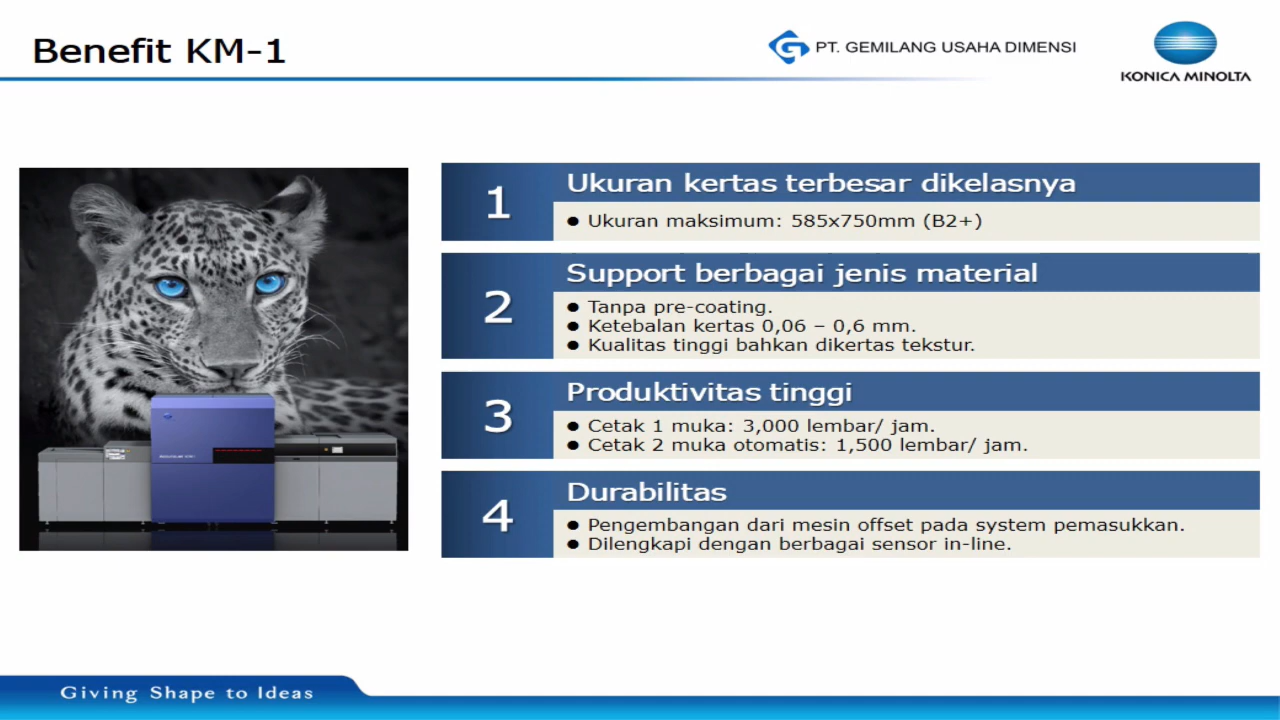 Benefit KM-1
PT. GEMILANG USAHA DIMENSI
KONICA MINOLTA
1
Ukuran kertas terbesar dikelasnya
● Ukuran maksimum: 585x750mm (B2+)
2
Support berbagai jenis material
● Tanpa pre-coating.
● Ketebalan kertas 0,06 – 0,6 mm.
● Kualitas tinggi bahkan dikertas tekstur.
3
Produktivitas tinggi
● Cetak 1 muka: 3,000 lembar/ jam.
● Cetak 2 muka otomatis: 1,500 lembar/ jam.
4
Durabilitas
● Pengembangan dari mesin offset pada system pemasukkan.
● Dilengkapi dengan berbagai sensor in-line.
Giving Shape to Ideas